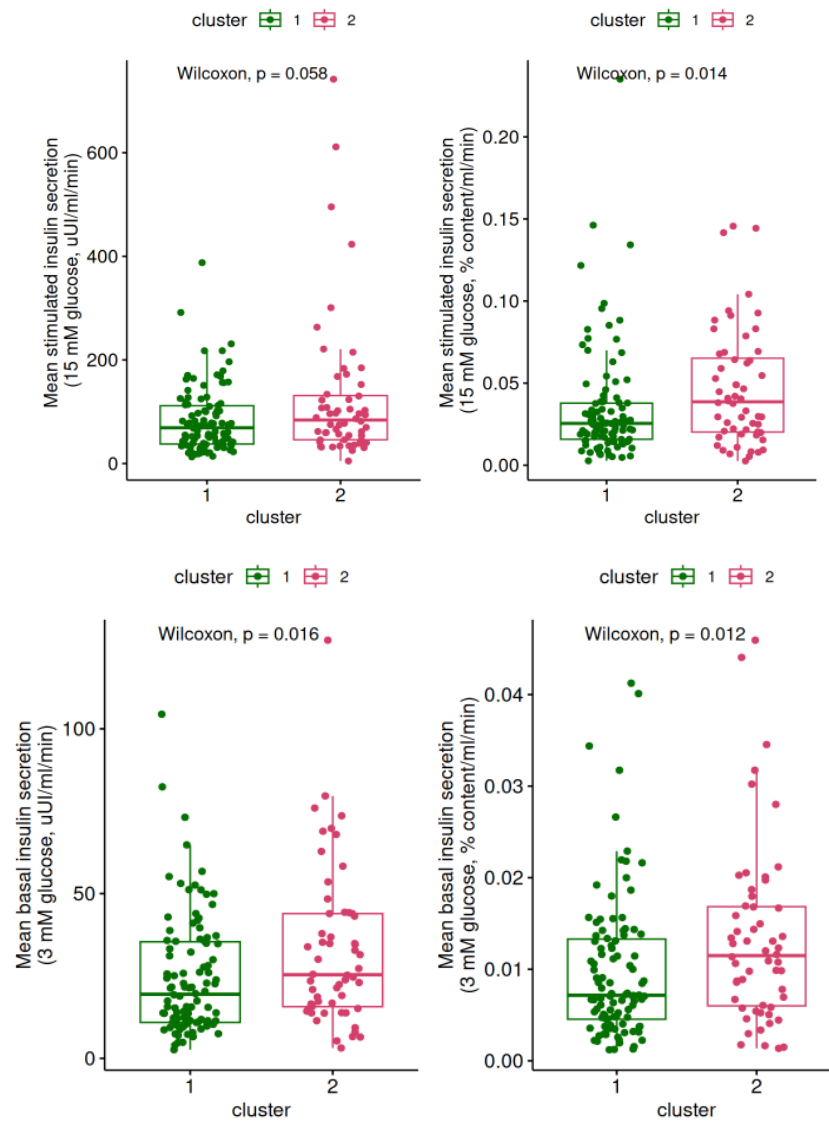 cluster 1 2
Wilcoxon, p = 0.058
Mean stimulated insulin secretion
(15 mM glucose, uUI/ml/min)
600
400
200
0
1 2
cluster
cluster 1 2
Wilcoxon, p = 0.014
Mean stimulated insulin secretion
(15 mM glucose, % content/ml/min)
0.20
0.15
0.10
0.05
0.00
1 2
cluster
cluster 1 2
Wilcoxon, p = 0.016
Mean basal insulin secretion
(3 mM glucose, uUI/ml/min)
100
50
0
1 2
cluster
cluster 1 2
Wilcoxon, p = 0.012
Mean basal insulin secretion
(3 mM glucose, % content/ml/min)
0.04
0.03
0.02
0.01
0.00
1 2
cluster